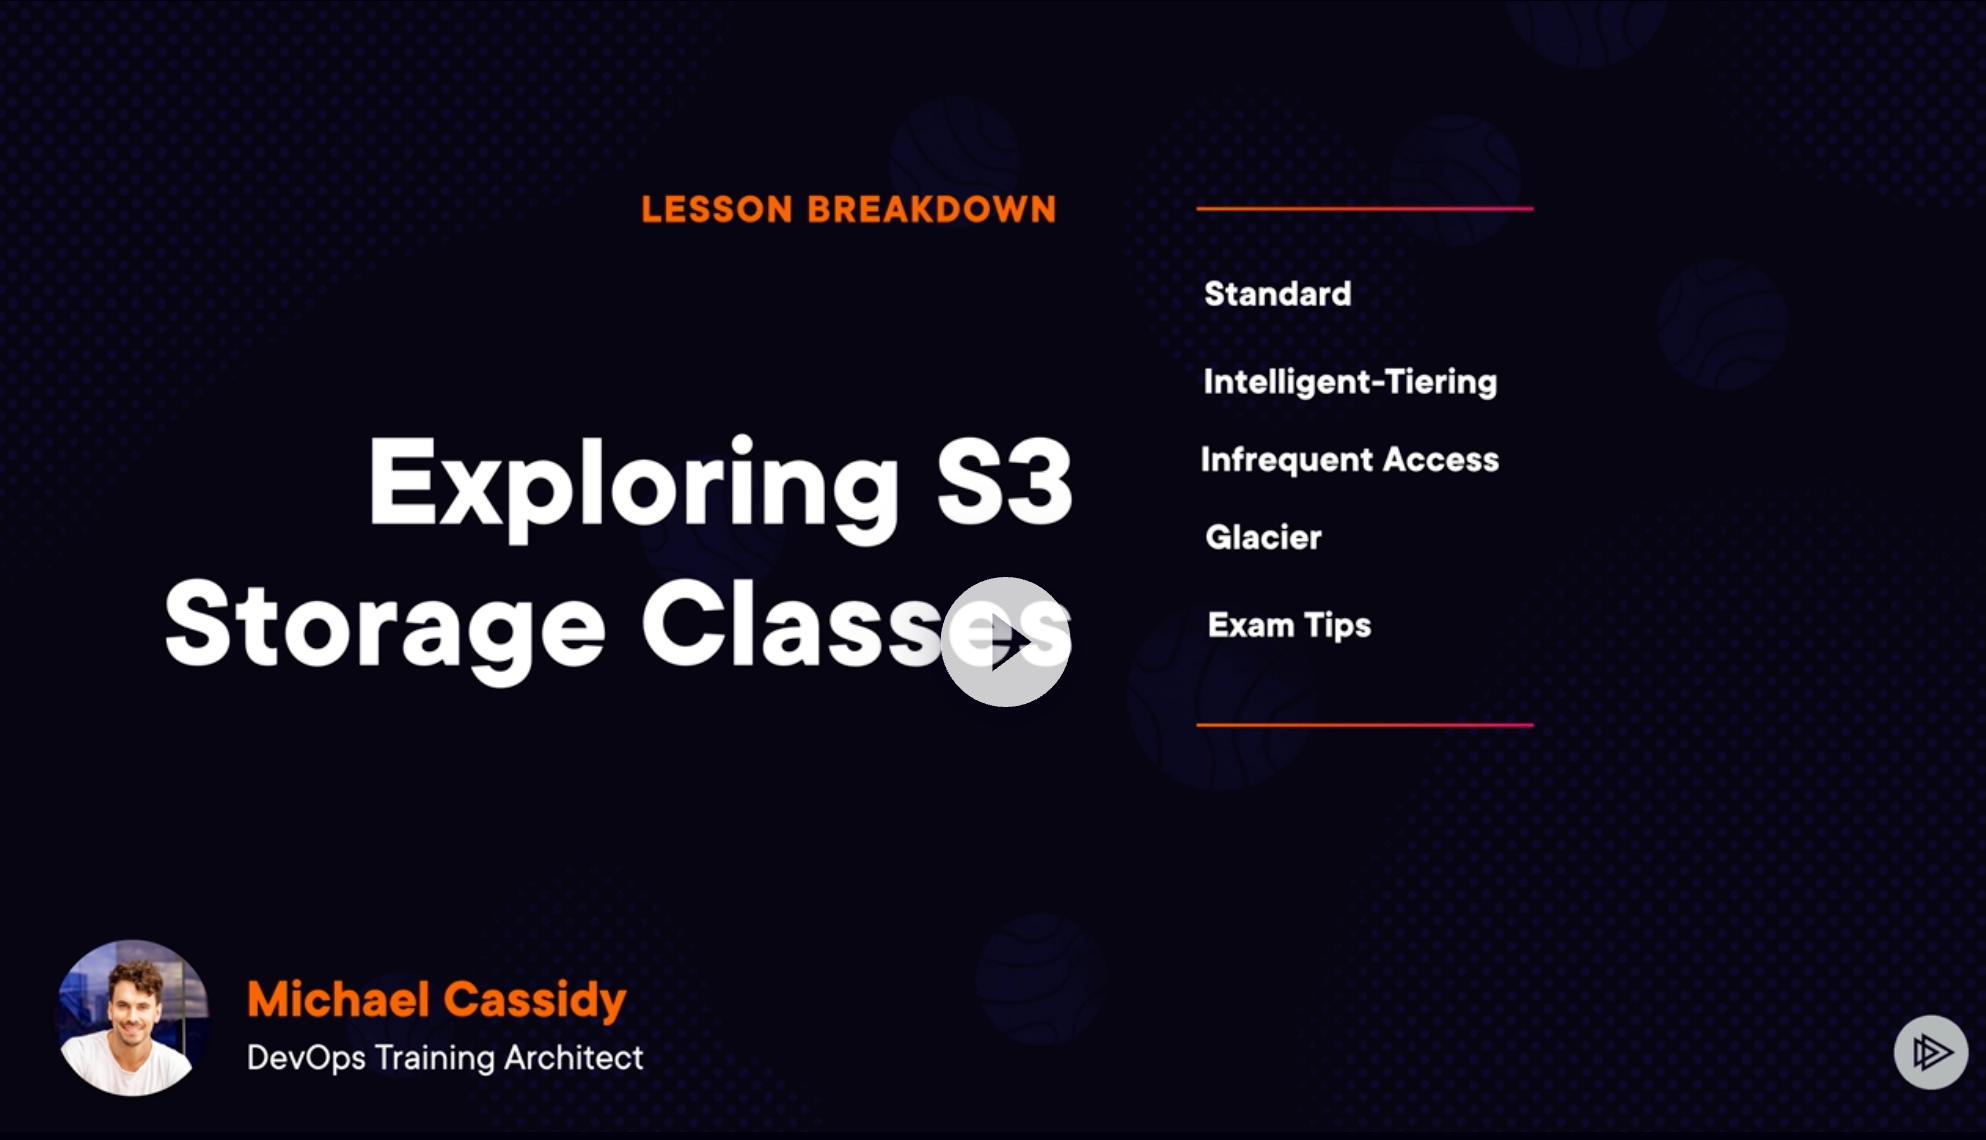 LESSON BREAKDOWN
Exploring S3
Storage Classes
Standard
Intelligent-Tiering
Infrequent Access
Glacier
Exam Tips
Michael Cassidy
DevOps Training Architect